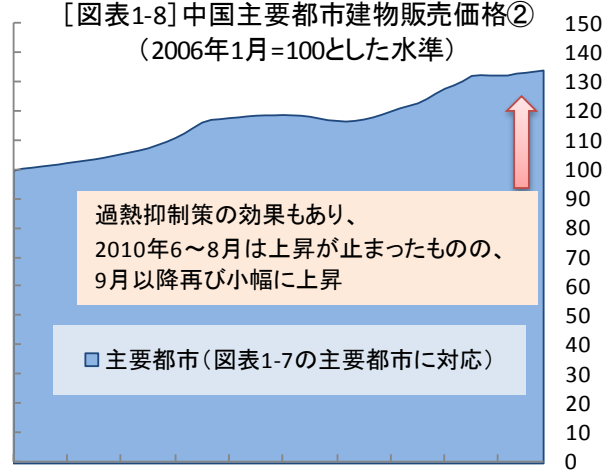 [図表1-8]中国主要都市建物販売価格②
(2006年1月=100とした水準)
150
140
130
120
110
100
90
80
70
60
50
40
30
20
10
0
過熱抑制策の効果もあり、
2010年6～8月は上昇が止まったものの、
9月以降再び小幅に上昇
主要都市(図表1-7の主要都市に対応)